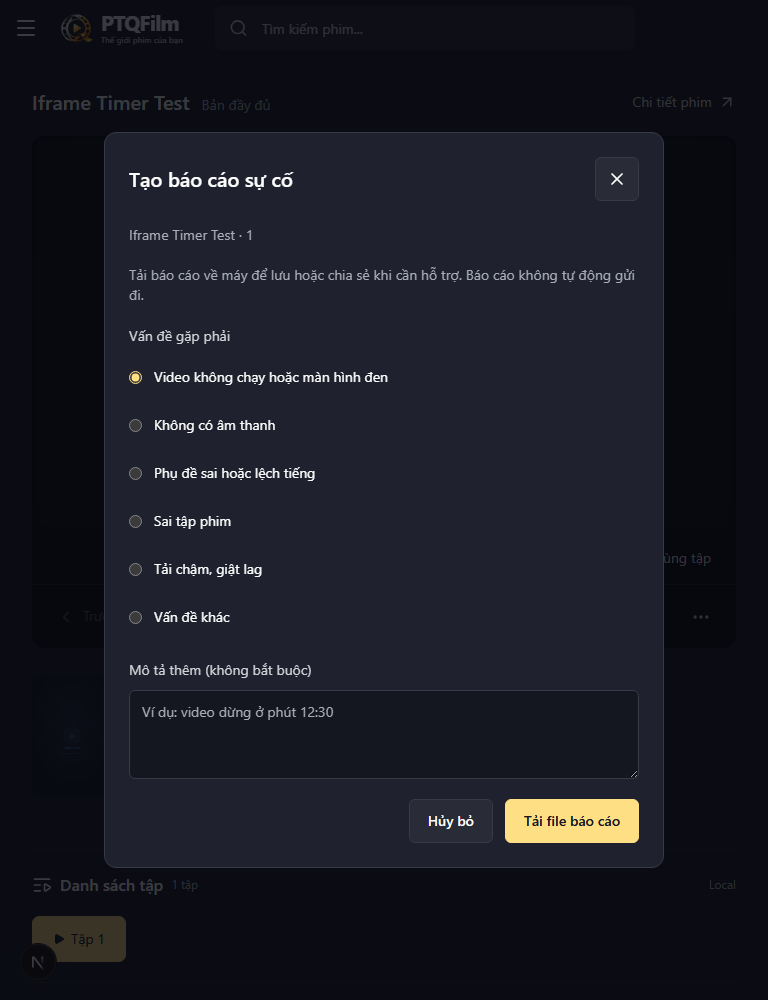 PTQFilm
Thế giới phim của bạn
Tìm kiếm phim...
Iframe Timer Test Bản đầy đủ
Chi tiết phim
Tạo báo cáo sự cố
Iframe Timer Test · 1
Tải báo cáo về máy để lưu hoặc chia sẻ khi cần hỗ trợ. Báo cáo không tự động gửi
đi.
Vấn đề gặp phải
Video không chạy hoặc màn hình đen
Không có âm thanh
Phụ đề sai hoặc lệch tiếng
Sai tập phim
tập
Tải chậm, giật lag
Vấn đề khác
Mô tả thêm (không bắt buộc)
Ví dụ: video dừng ở phút 12:30
Hủy bỏ
Tải file báo cáo
Danh sách tập 1 tập
Local
Tập 1
N